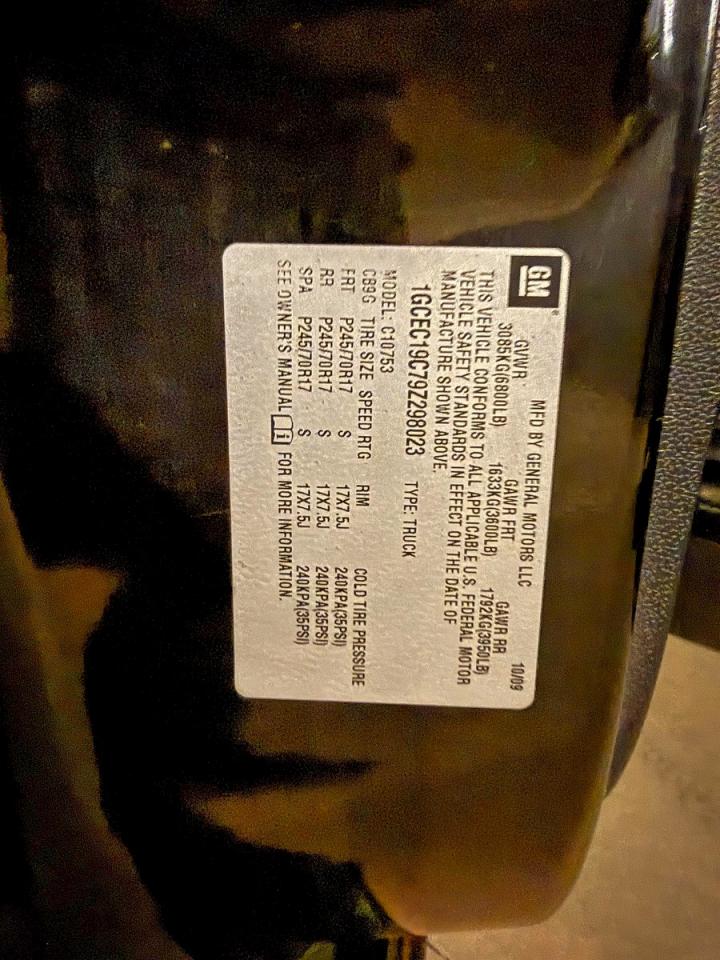 GM®
MFD BY GENERAL MOTORS LLC 10/09
GVWR GAWR FRT GAWR RR
3085KG(6800LB) 1633KG(3600LB) 1792KG(3950LB)
THIS VEHICLE CONFORMS TO ALL APPLICABLE U.S. FEDERAL MOTOR
VEHICLE SAFETY STANDARDS IN EFFECT ON THE DATE OF
MANUFACTURE SHOWN ABOVE.
1GCEC19C79Z298023 TYPE: TRUCK
MODEL: C10753
CB9G TIRE SIZE SPEED RTG RIM COLD TIRE PRESSURE
FRT P245/70R17 S 17X7.5J 240KPA(35PSI)
RR P245/70R17 S 17X7.5J 240KPA(35PSI)
SPA P245/70R17 S 17X7.5J 240KPA(35PSI)
SEE OWNER'S MANUAL i FOR MORE INFORMATION.